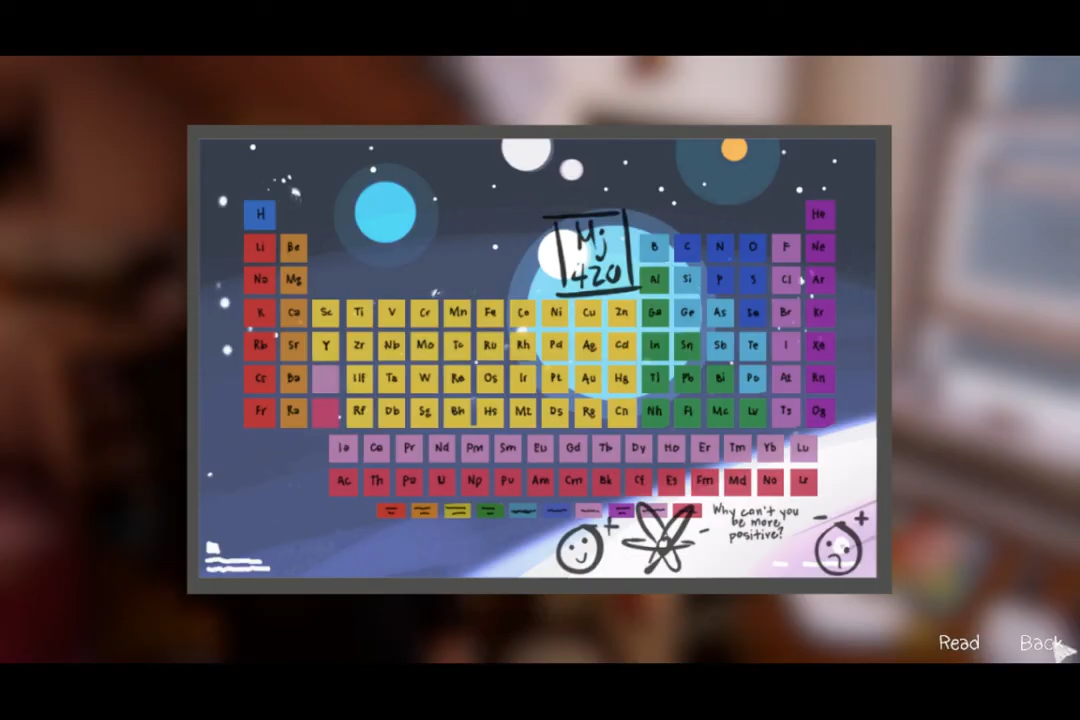 Mj
420
H He
Li Be B C N O F Ne
Na Mg Al Si P S Cl Ar
K Ca Sc Ti V Cr Mn Fe Co Ni Cu Zn Ga Ge As Se Br Kr
Rb Sr Y Zr Nb Mo Tc Ru Rh Pd Ag Cd In Sn Sb Te I Xe
Cs Ba Hf Ta W Re Os Ir Pt Au Hg Tl Pb Bi Po At Rn
Fr Ra Rf Db Sg Bh Hs Mt Ds Rg Cn Nh Fl Mc Lv Ts Og
la Ce Pr Nd Pm Sm Eu Gd Tb Dy Ho Er Tm Yb Lu
Ac Th Pa U Np Pu Am Cm Bk Cf Es Fm Md No Lr
Why can't you
be more
positive?
+ - - +
Read Back